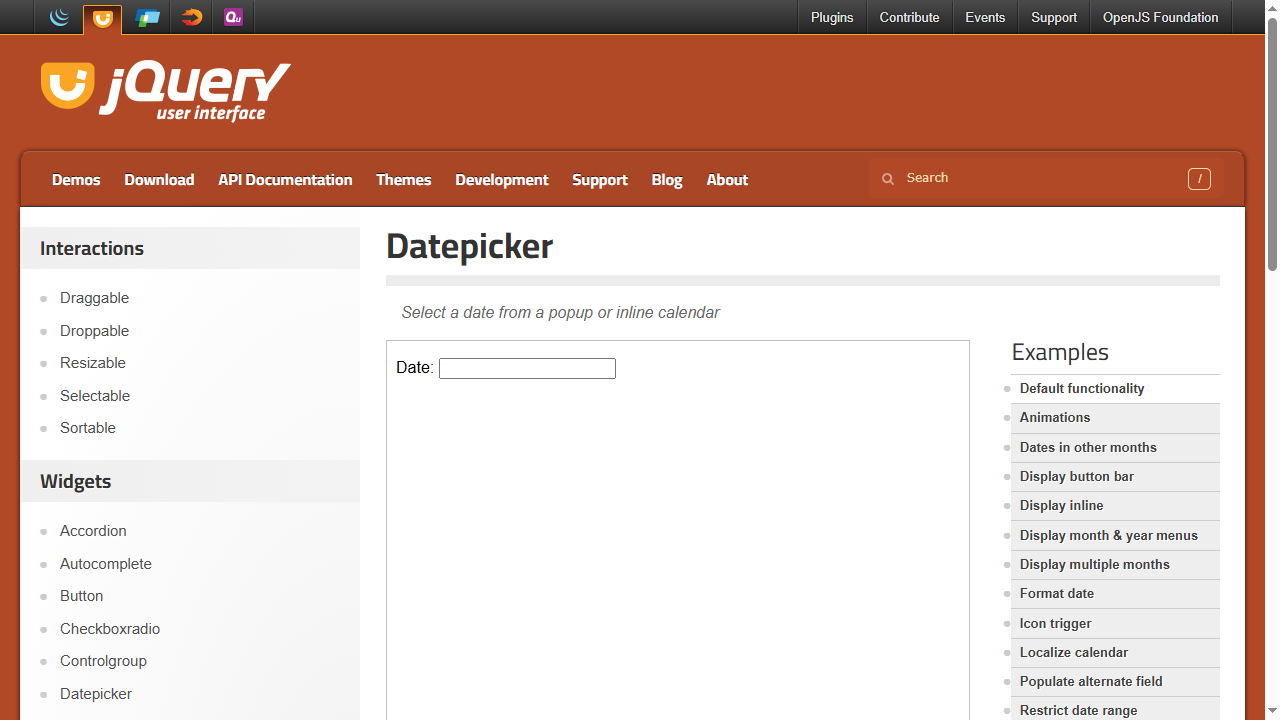 Plugins
Contribute
Events
Support
OpenJS Foundation
jQuery
user interface
Demos
Download
API Documentation
Themes
Development
Support
Blog
About
Search
/
Interactions
Draggable
Droppable
Resizable
Selectable
Sortable
Widgets
Accordion
Autocomplete
Button
Checkboxradio
Controlgroup
Datepicker
Datepicker
Select a date from a popup or inline calendar
Date:
Examples
Default functionality
Animations
Dates in other months
Display button bar
Display inline
Display month & year menus
Display multiple months
Format date
Icon trigger
Localize calendar
Populate alternate field
Restrict date range